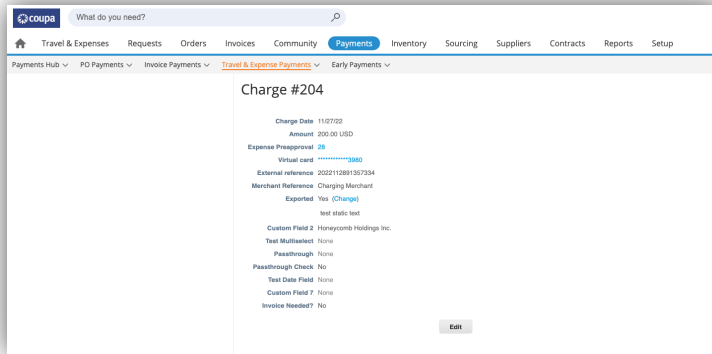 coupa What do you need?
Travel & Expenses Requests Orders Invoices Community Payments Inventory Sourcing Suppliers Contracts Reports Setup
Payments Hub PO Payments Invoice Payments Travel & Expense Payments Early Payments
Charge #204
Charge Date 11/27/22
Amount 200.00 USD
Expense Preapproval 26
Virtual card ************3980
External reference 2022112891357334
Merchant Reference Charging Merchant
Exported Yes (Change)
test static text
Custom Field 2 Honeycomb Holdings Inc.
Test Multiselect None
Passthrough None
Passthrough Check No
Test Date Field None
Custom Field 7 None
Invoice Needed? No
Edit